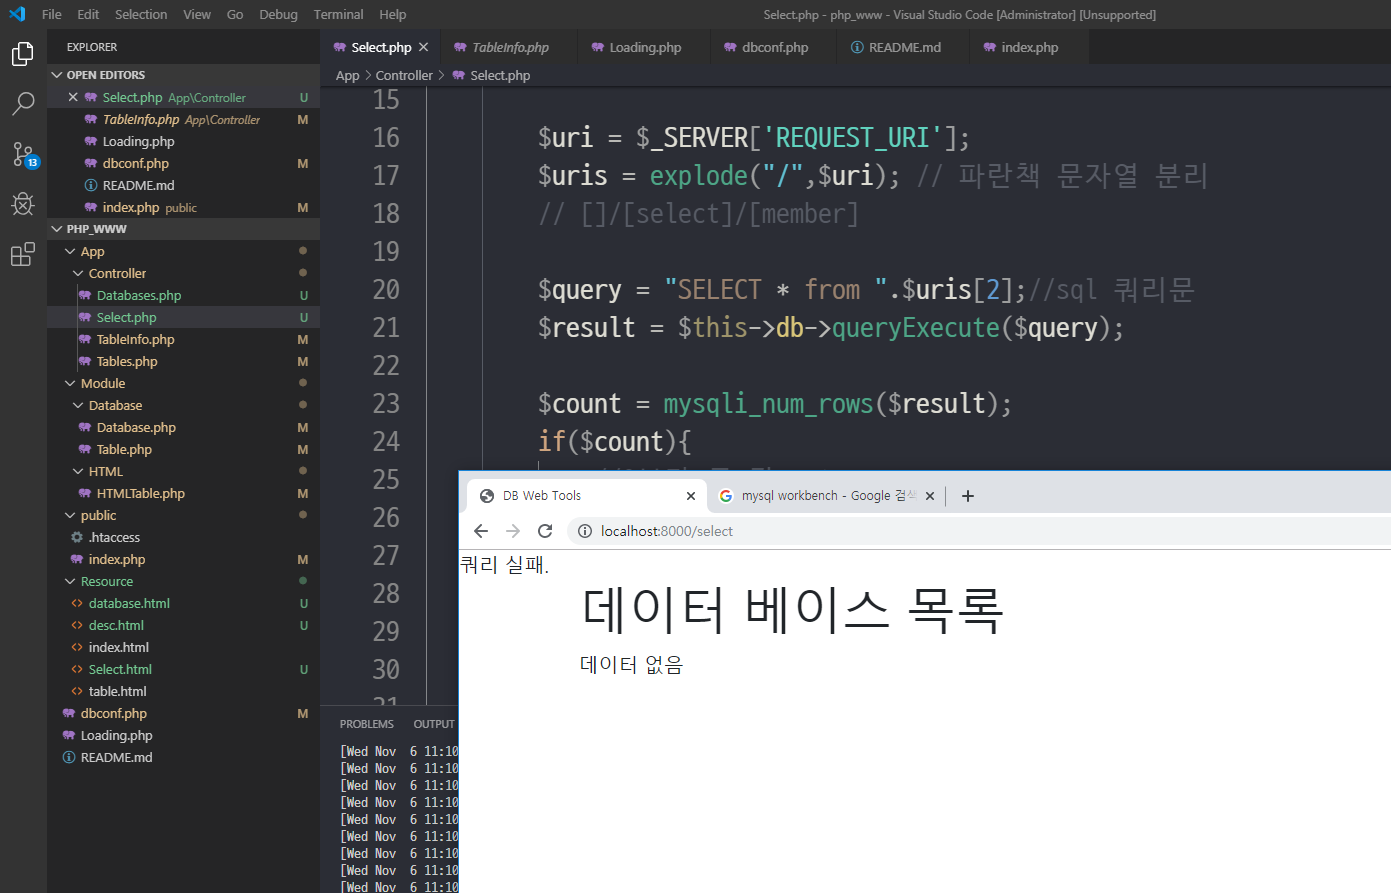 File Edit Selection View Go Debug Terminal Help
Select.php - php_www - Visual Studio Code [Administrator] [Unsupported]
EXPLORER
OPEN EDITORS
Select.php App\Controller U
TableInfo.php App\Controller M
Loading.php
dbconf.php M
README.md
index.php public M
PHP_WWW
App
Controller
Databases.php U
Select.php U
TableInfo.php M
Tables.php M
Module
Database
Database.php M
Table.php M
HTML
HTMLTable.php M
public
.htaccess
index.php M
Resource
database.html U
desc.html U
index.html
Select.html U
table.html
dbconf.php M
Loading.php
README.md
13
Select.php TableInfo.php Loading.php dbconf.php README.md index.php
App > Controller > Select.php
15
16 $uri = $_SERVER['REQUEST_URI'];
17 $uris = explode("/",$uri); // 파란책 문자열 분리
18 // []/[select]/[member]
19
20 $query = "SELECT * from ".$uris[2];//sql 쿼리문
21 $result = $this->db->queryExecute($query);
22
23 $count = mysqli_num_rows($result);
24 if($count){
25
26
27
28
29
30
PROBLEMS OUTPUT
[Wed Nov 6 11:10
[Wed Nov 6 11:10
[Wed Nov 6 11:10
[Wed Nov 6 11:10
[Wed Nov 6 11:10
[Wed Nov 6 11:10
[Wed Nov 6 11:10
[Wed Nov 6 11:10
[Wed Nov 6 11:10
DB Web Tools
mysql workbench - Google 검색
localhost:8000/select
쿼리 실패.
데이터 베이스 목록
데이터 없음